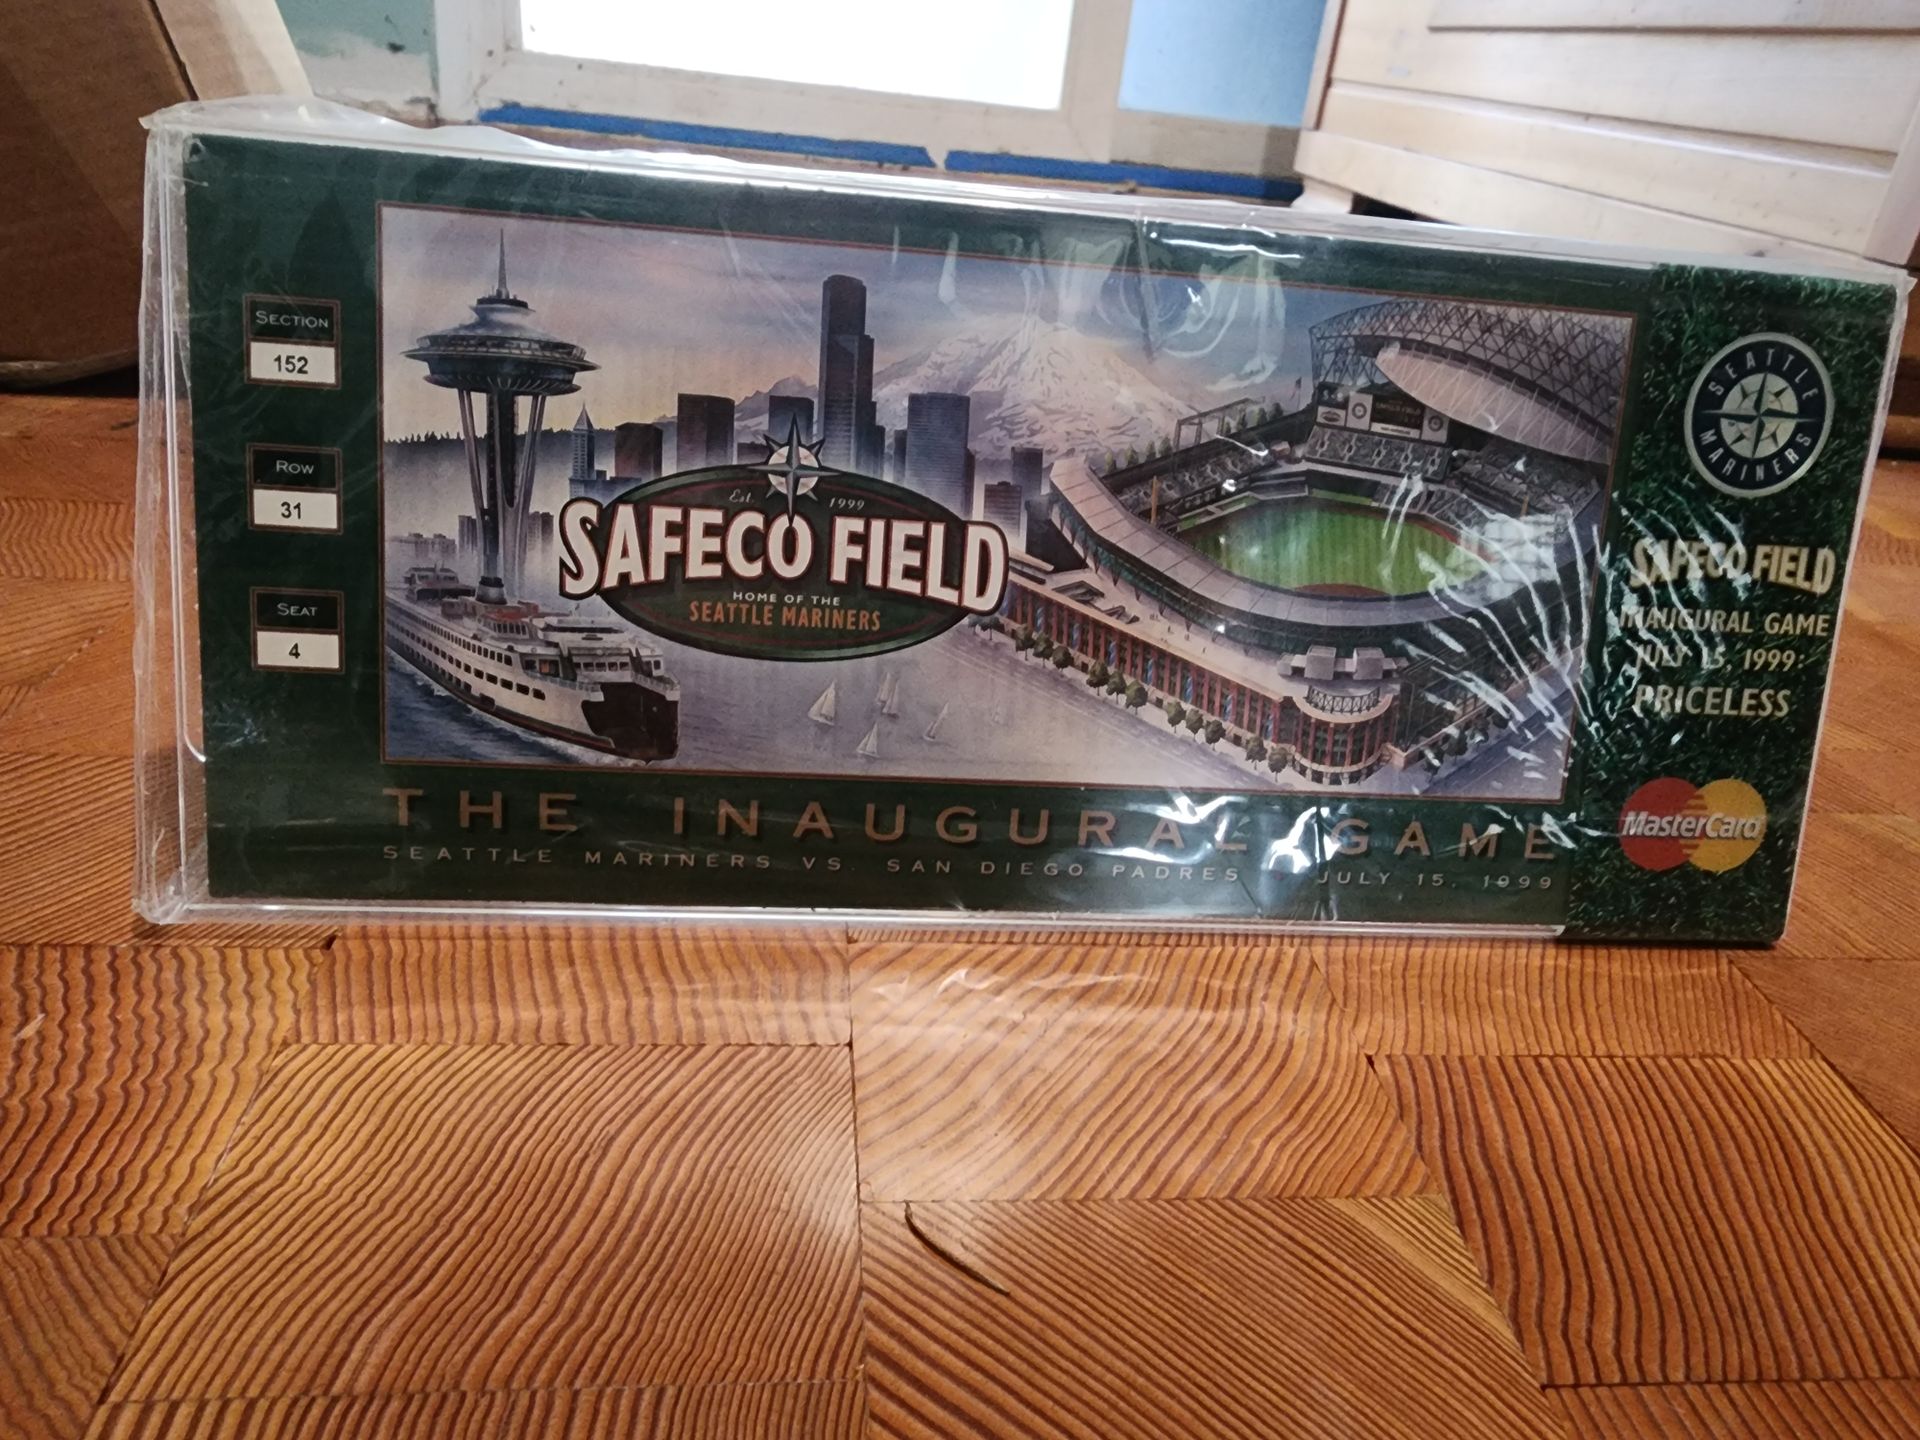 SECTION
152
ROW
31
SEAT
4
Est. 1999
SAFECO FIELD
HOME OF THE
SEATTLE MARINERS
THE INAUGURAL GAME
SEATTLE MARINERS VS. SAN DIEGO PADRES JULY 15, 1999
SEATTLE
MARINERS
SAFECO FIELD
INAUGURAL GAME
JULY 15, 1999:
PRICELESS
MasterCard